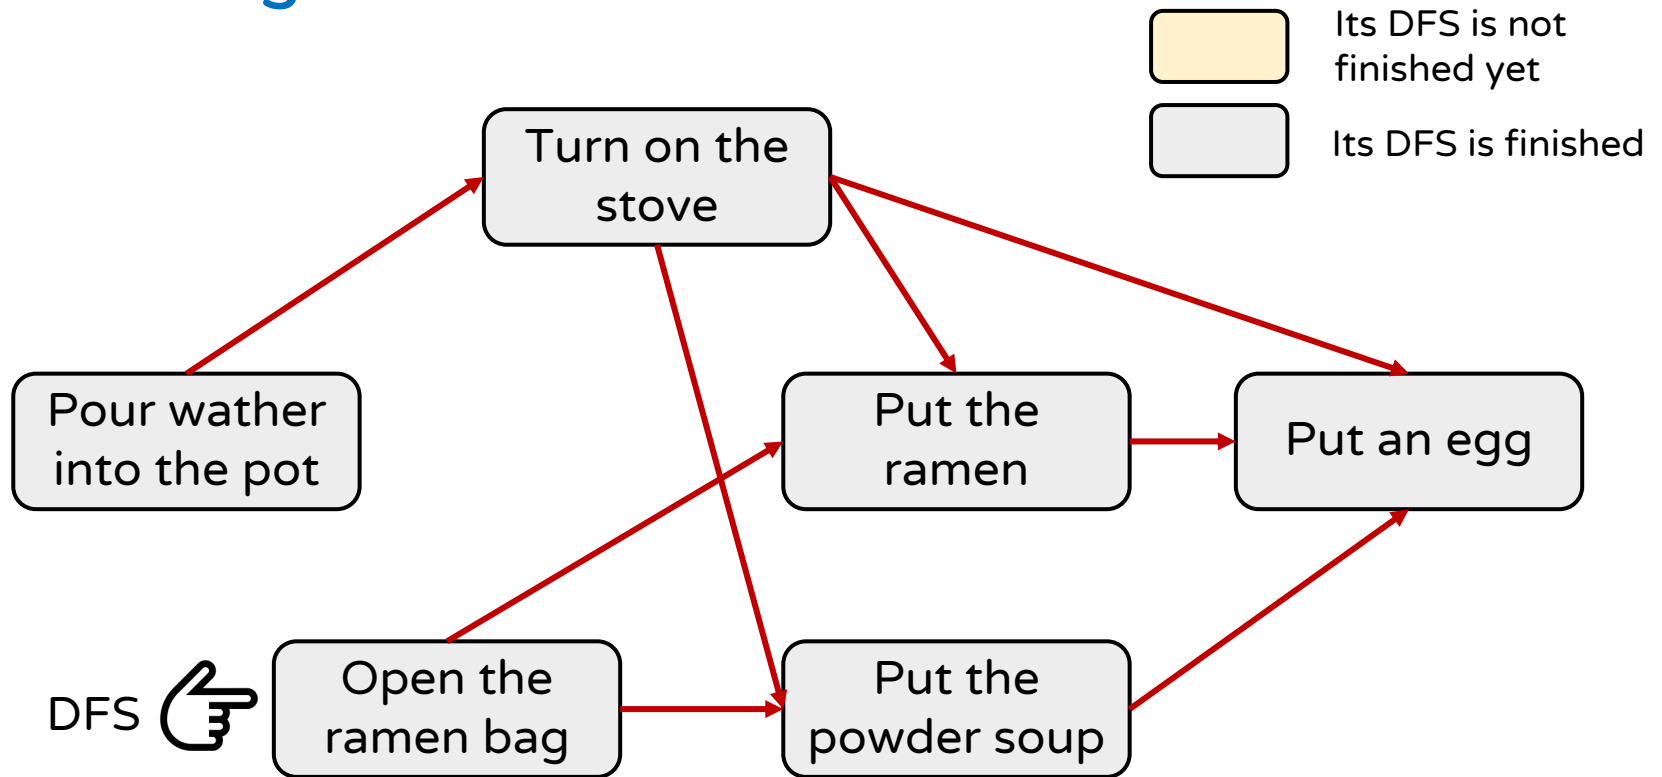 Its DFS is not
finished yet
Its DFS is finished
Turn on the
stove
Pour wather
into the pot
Put the
ramen
Put an egg
DFS
Open the
ramen bag
Put the
powder soup